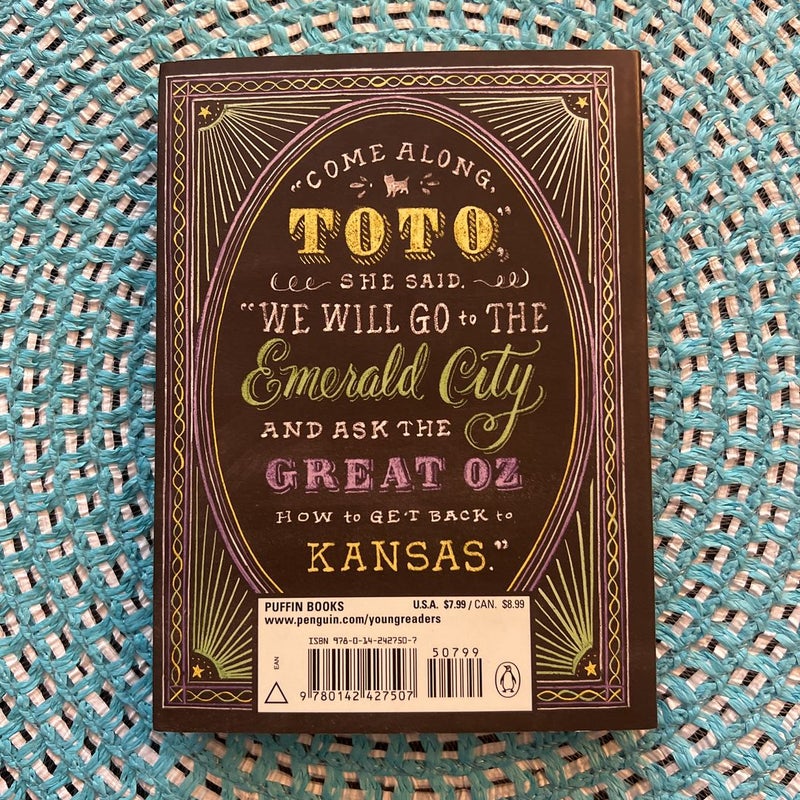 “COME ALONG,
TOTO,”
SHE SAID.
“WE WILL GO to THE
Emerald City
AND ASK THE
GREAT OZ
HOW to GET BACK to
KANSAS.”
PUFFIN BOOKS U.S.A. $7.99 / CAN. $8.99
www.penguin.com/youngreaders
ISBN 978-0-14-242750-7
50799
EAN
9 780142 427507